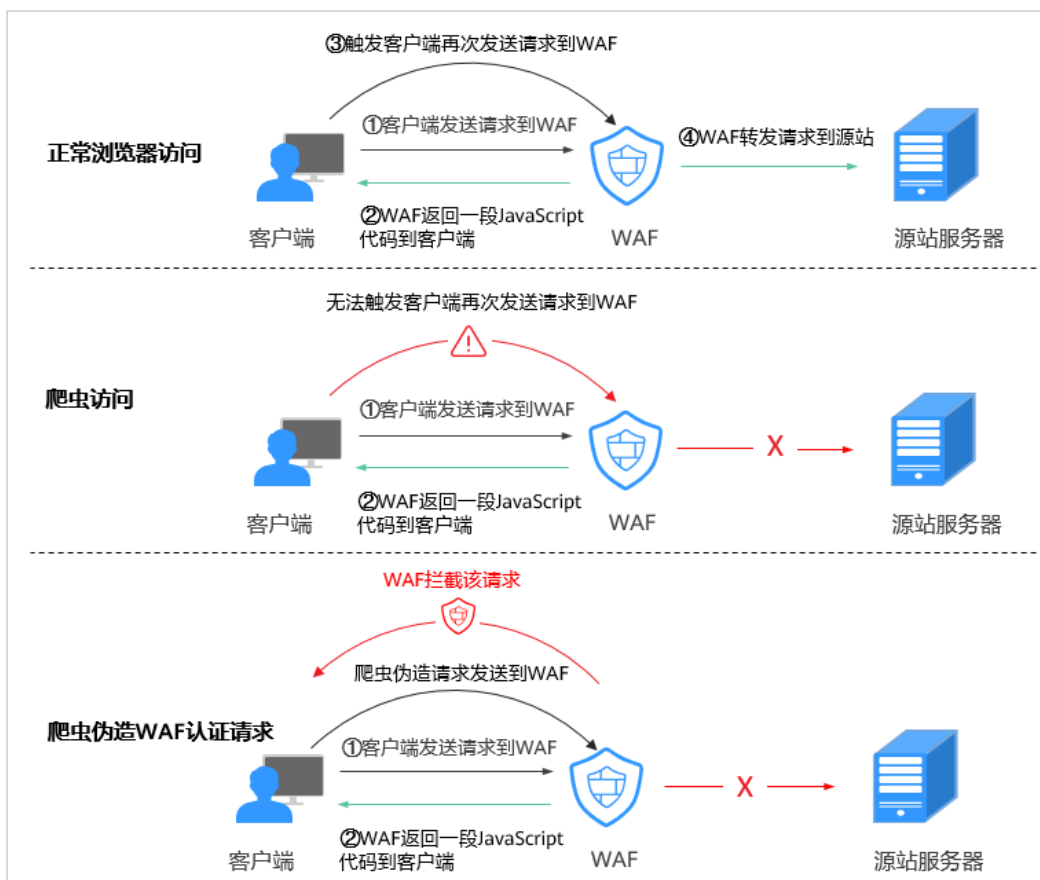 ③触发客户端再次发送请求到WAF
①客户端发送请求到WAF
④WAF转发请求到源站
正常浏览器访问
②WAF返回一段JavaScript
代码到客户端
客户端
WAF
源站服务器
无法触发客户端再次发送请求到WAF
爬虫访问
①客户端发送请求到WAF
X
②WAF返回一段JavaScript
代码到客户端
客户端
WAF
源站服务器
WAF拦截该请求
爬虫伪造请求发送到WAF
爬虫伪造WAF认证请求
①客户端发送请求到WAF
X
②WAF返回一段JavaScript
代码到客户端
客户端
WAF
源站服务器